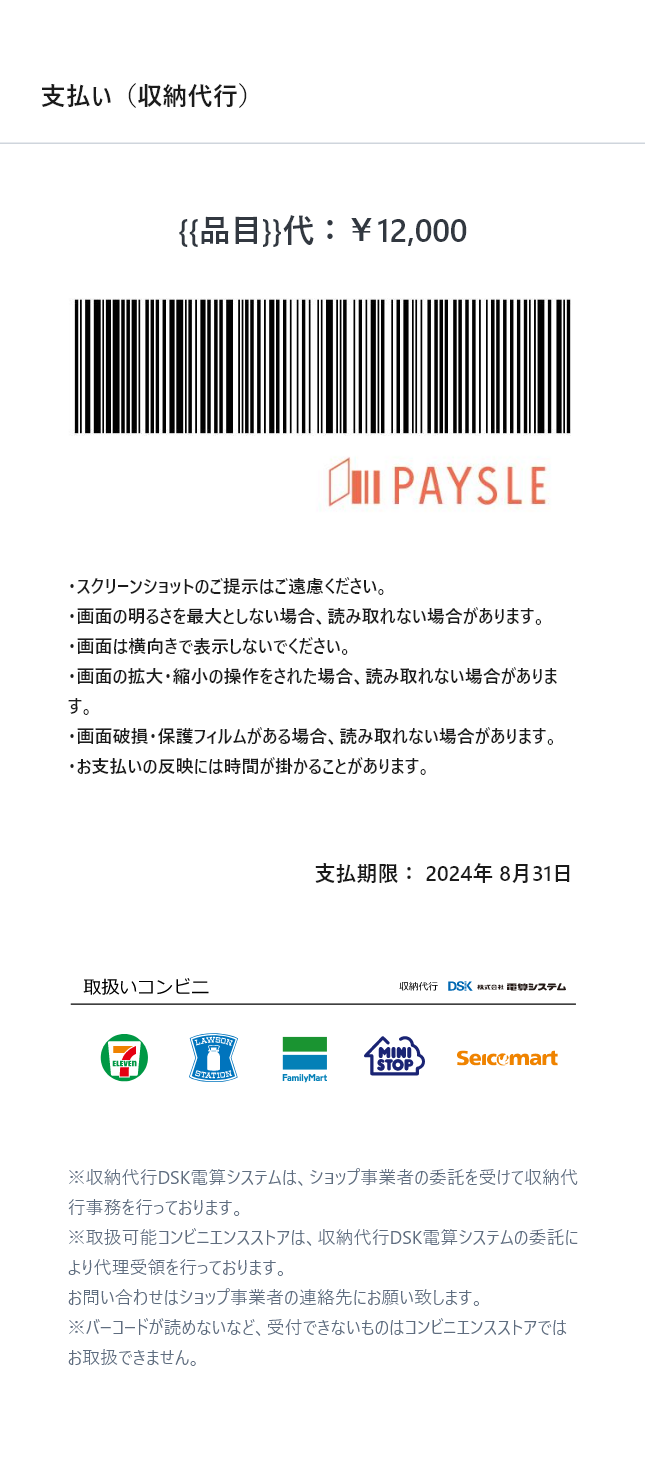 支払い（収納代行）
{{品目}}代：￥12,000
PAYSLE
・スクリーンショットのご提示はご遠慮ください。
・画面の明るさを最大としない場合、読み取れない場合があります。
・画面は横向きで表示しないでください。
・画面の拡大・縮小の操作をされた場合、読み取れない場合がありま
す。
・画面破損・保護フィルムがある場合、読み取れない場合があります。
・お支払いの反映には時間が掛かることがあります。
支払期限： 2024年 8月31日
取扱いコンビニ 収納代行 DSK 株式会社 電算システム
7 ELEVEN
LAWSON STATION
FamilyMart
MINI STOP
Seicomart
※収納代行DSK電算システムは、ショップ事業者の委託を受けて収納代
行事務を行っております。
※取扱可能コンビニエンスストアは、収納代行DSK電算システムの委託に
より代理受領を行っております。
お問い合わせはショップ事業者の連絡先にお願い致します。
※バーコードが読めないなど、受付できないものはコンビニエンスストアでは
お取扱できません。